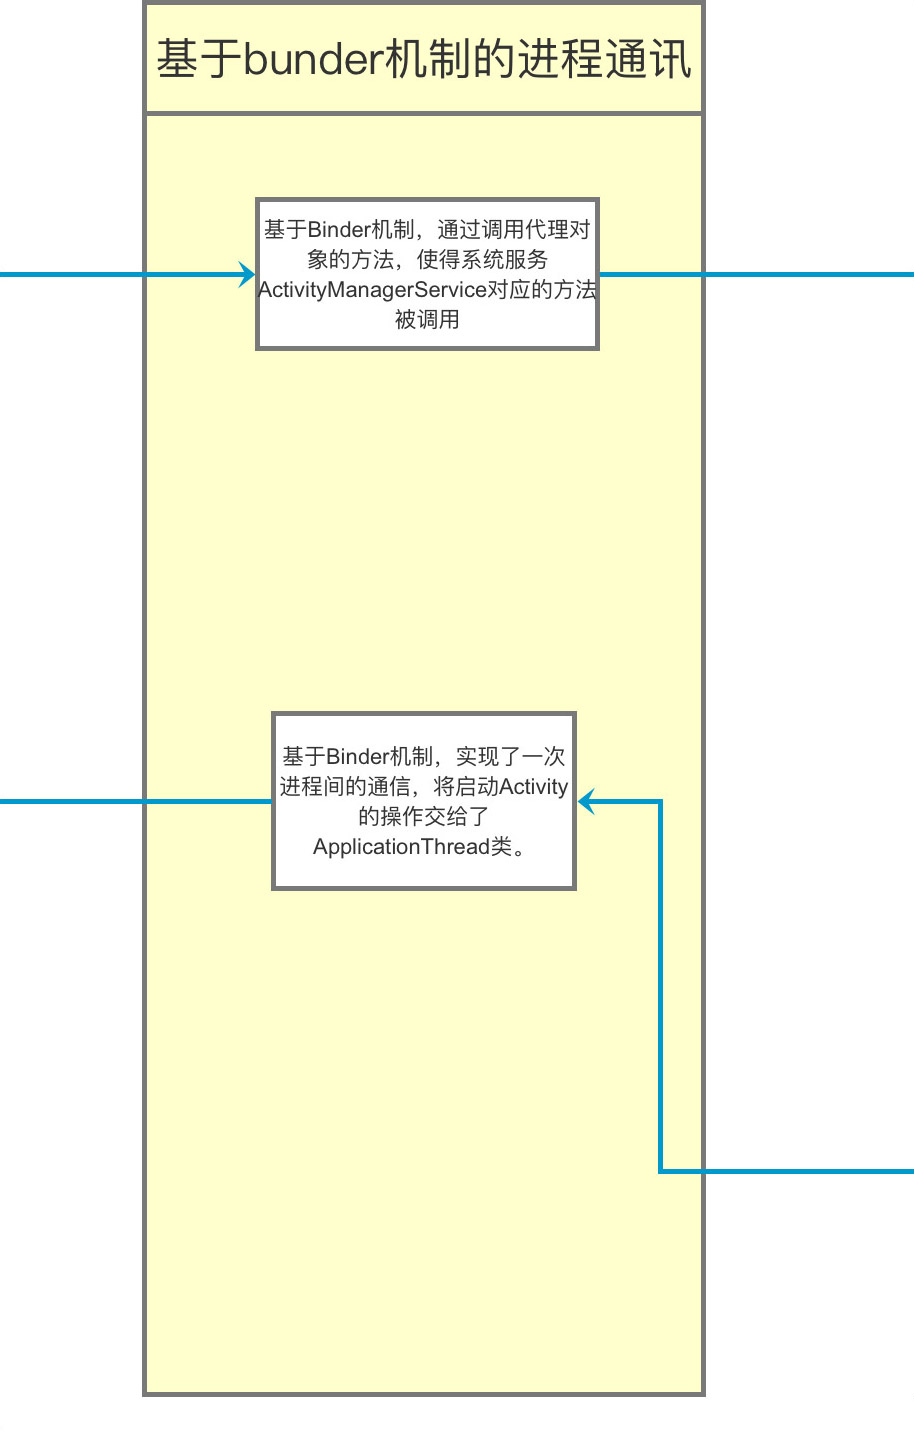 基于bunder机制的进程通讯
基于Binder机制，通过调用代理对
象的方法，使得系统服务
ActivityManagerService对应的方法
被调用
基于Binder机制，实现了一次
进程间的通信，将启动Activity
的操作交给了
ApplicationThread类。